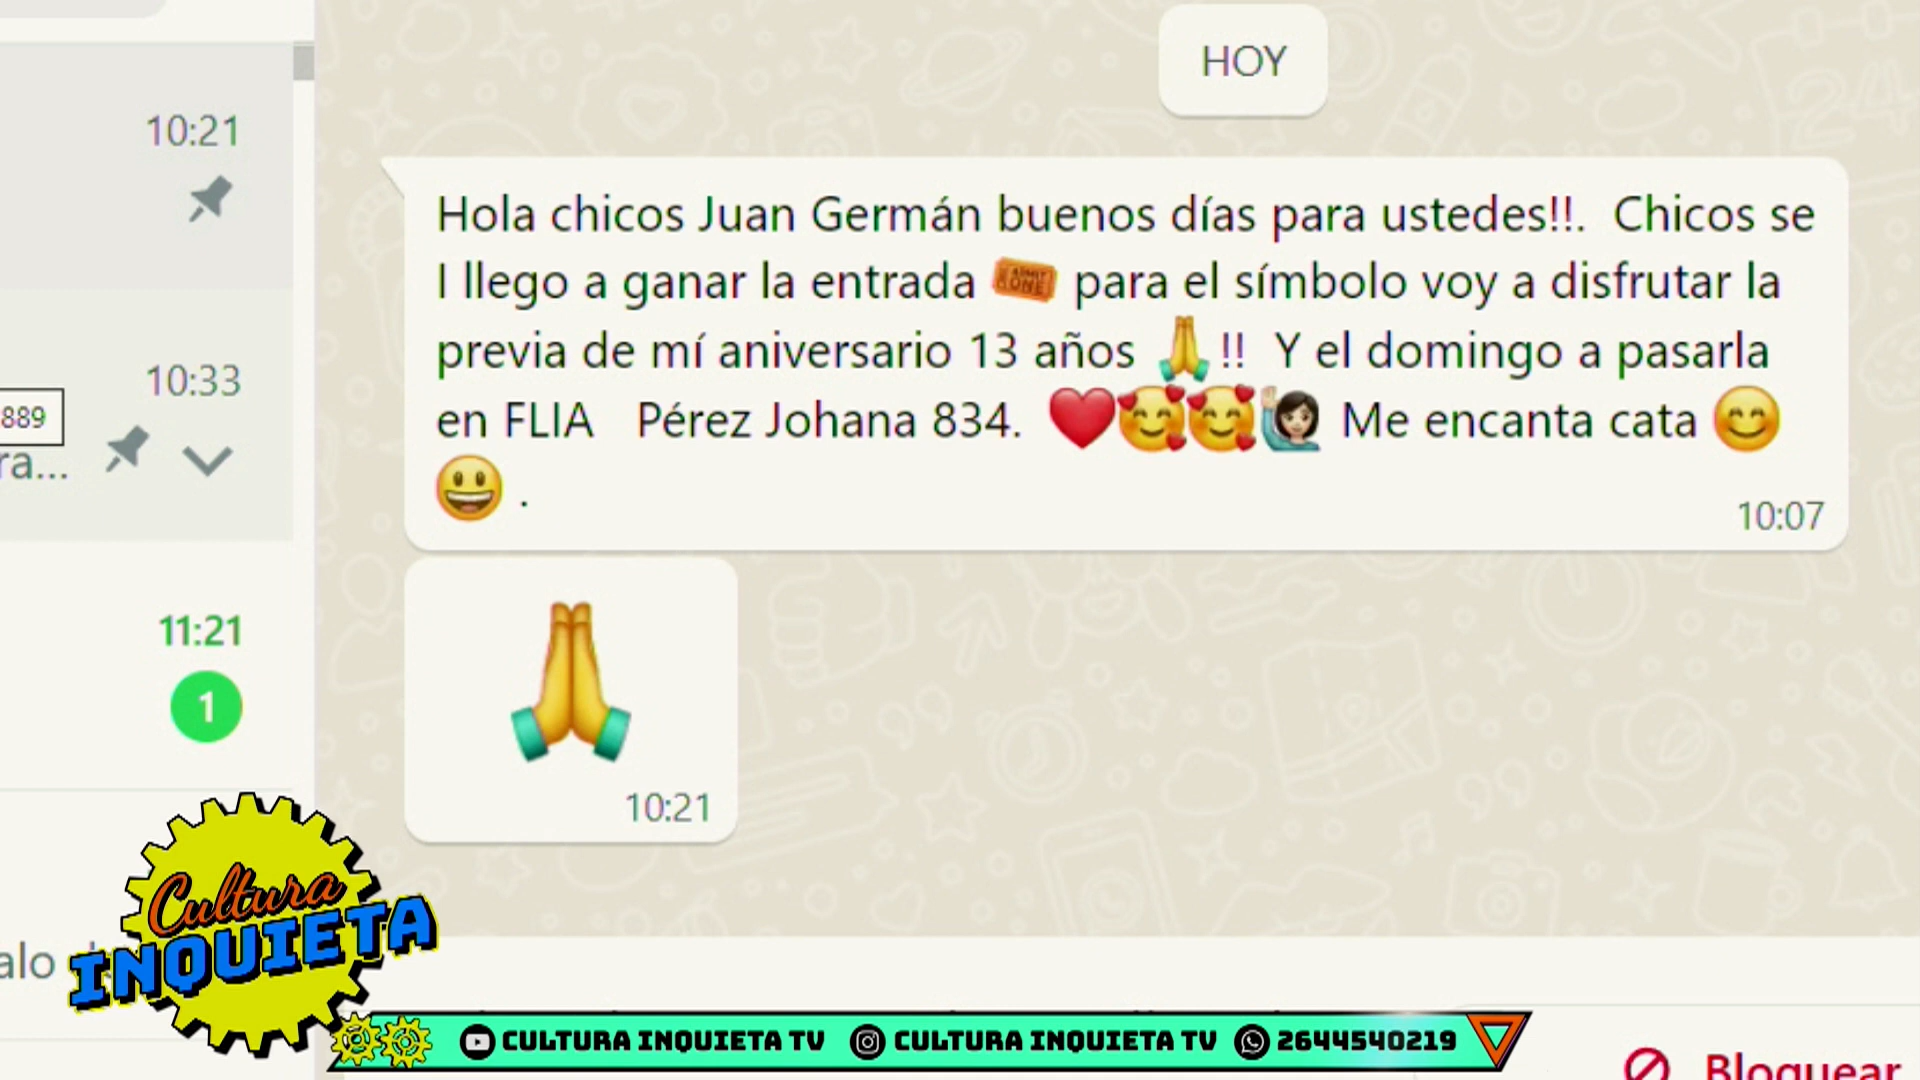 HOY
10:21
Hola chicos Juan Germán buenos días para ustedes!!. Chicos se
I llego a ganar la entrada 🎟 para el símbolo voy a disfrutar la
previa de mí aniversario 13 años 🙏!! Y el domingo a pasarla
en FLIA Pérez Johana 834. ❤🥰🥰🙋🏻‍♀ Me encanta cata 😊
😃 .
10:07
10:33
889
ra...
11:21
1
🙏
10:21
alo
Cultura
INQUIETA
CULTURA INQUIETA TV CULTURA INQUIETA TV 2644540219
Bloquear